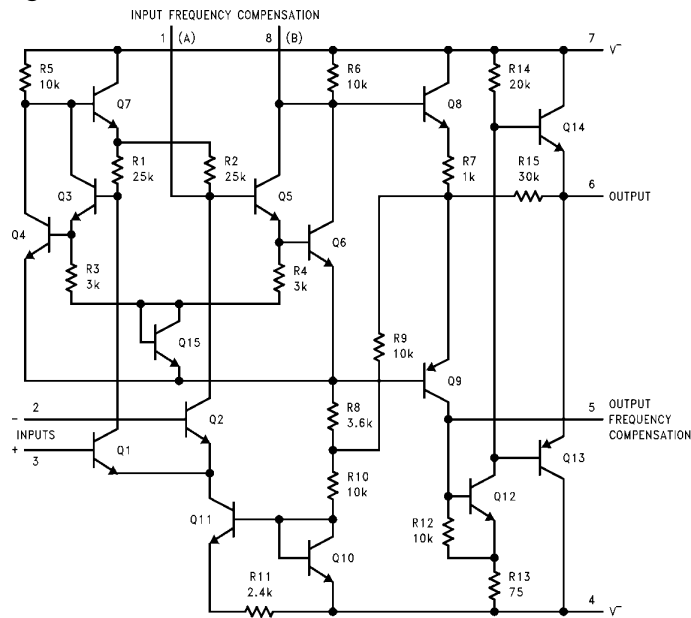 INPUT FREQUENCY COMPENSATION
1 (A)
8 (B)
7
V-
R5
10k
Q7
R6
10k
Q8
R14
20k
Q14
R1
25k
R2
25k
Q3
Q5
R7
1k
R15
30k
6
OUTPUT
Q4
Q6
R3
3k
R4
3k
Q15
R9
10k
Q9
2
-
Q2
R8
3.6k
5
OUTPUT
FREQUENCY
COMPENSATION
INPUTS
+
3
Q1
Q13
R10
10k
Q12
Q11
R12
10k
Q10
R11
2.4k
R13
75
4
V-